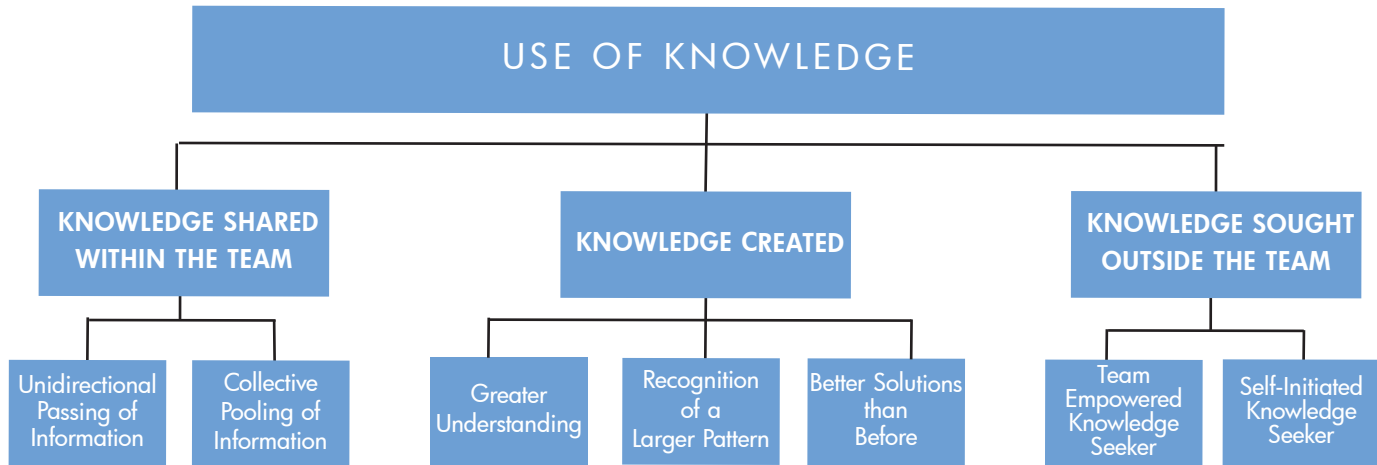 USE OF KNOWLEDGE
KNOWLEDGE SHARED
WITHIN THE TEAM
KNOWLEDGE CREATED
KNOWLEDGE SOUGHT
OUTSIDE THE TEAM
Unidirectional
Passing of
Information
Collective
Pooling of
Information
Greater
Understanding
Recognition
of a
Larger Pattern
Better Solutions
than
Before
Team
Empowered
Knowledge
Seeker
Self-Initiated
Knowledge
Seeker